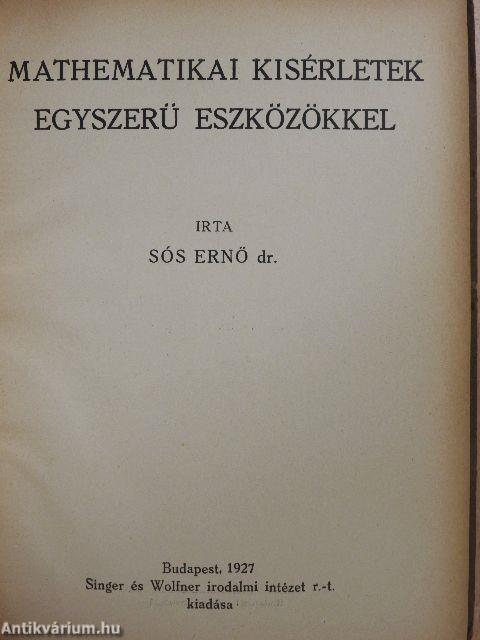 MATHEMATIKAI KISÉRLETEK
EGYSZERÜ ESZKÖZÖKKEL
IRTA
SÓS ERNŐ dr.
Budapest, 1927
Singer és Wolfner irodalmi intézet r.-t.
kiadása
Antikvárium.hu